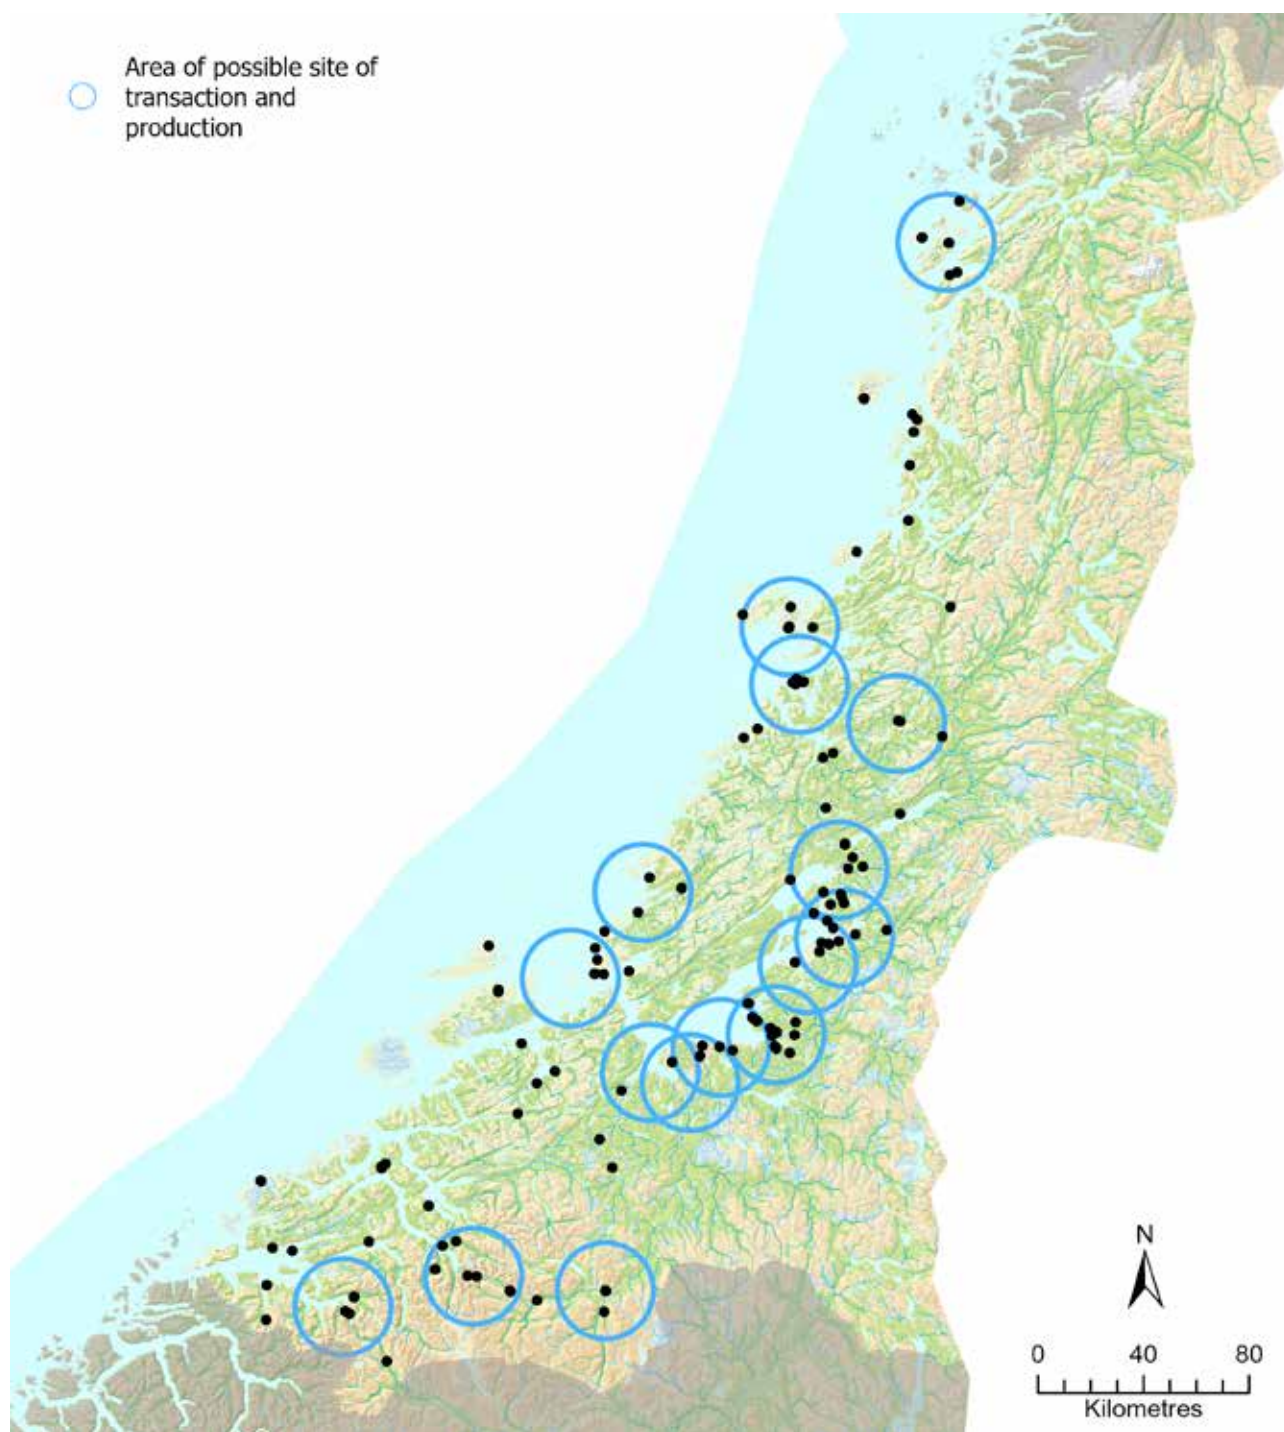 Area of possible site of
transaction and
production
N
0 40 80
Kilometres